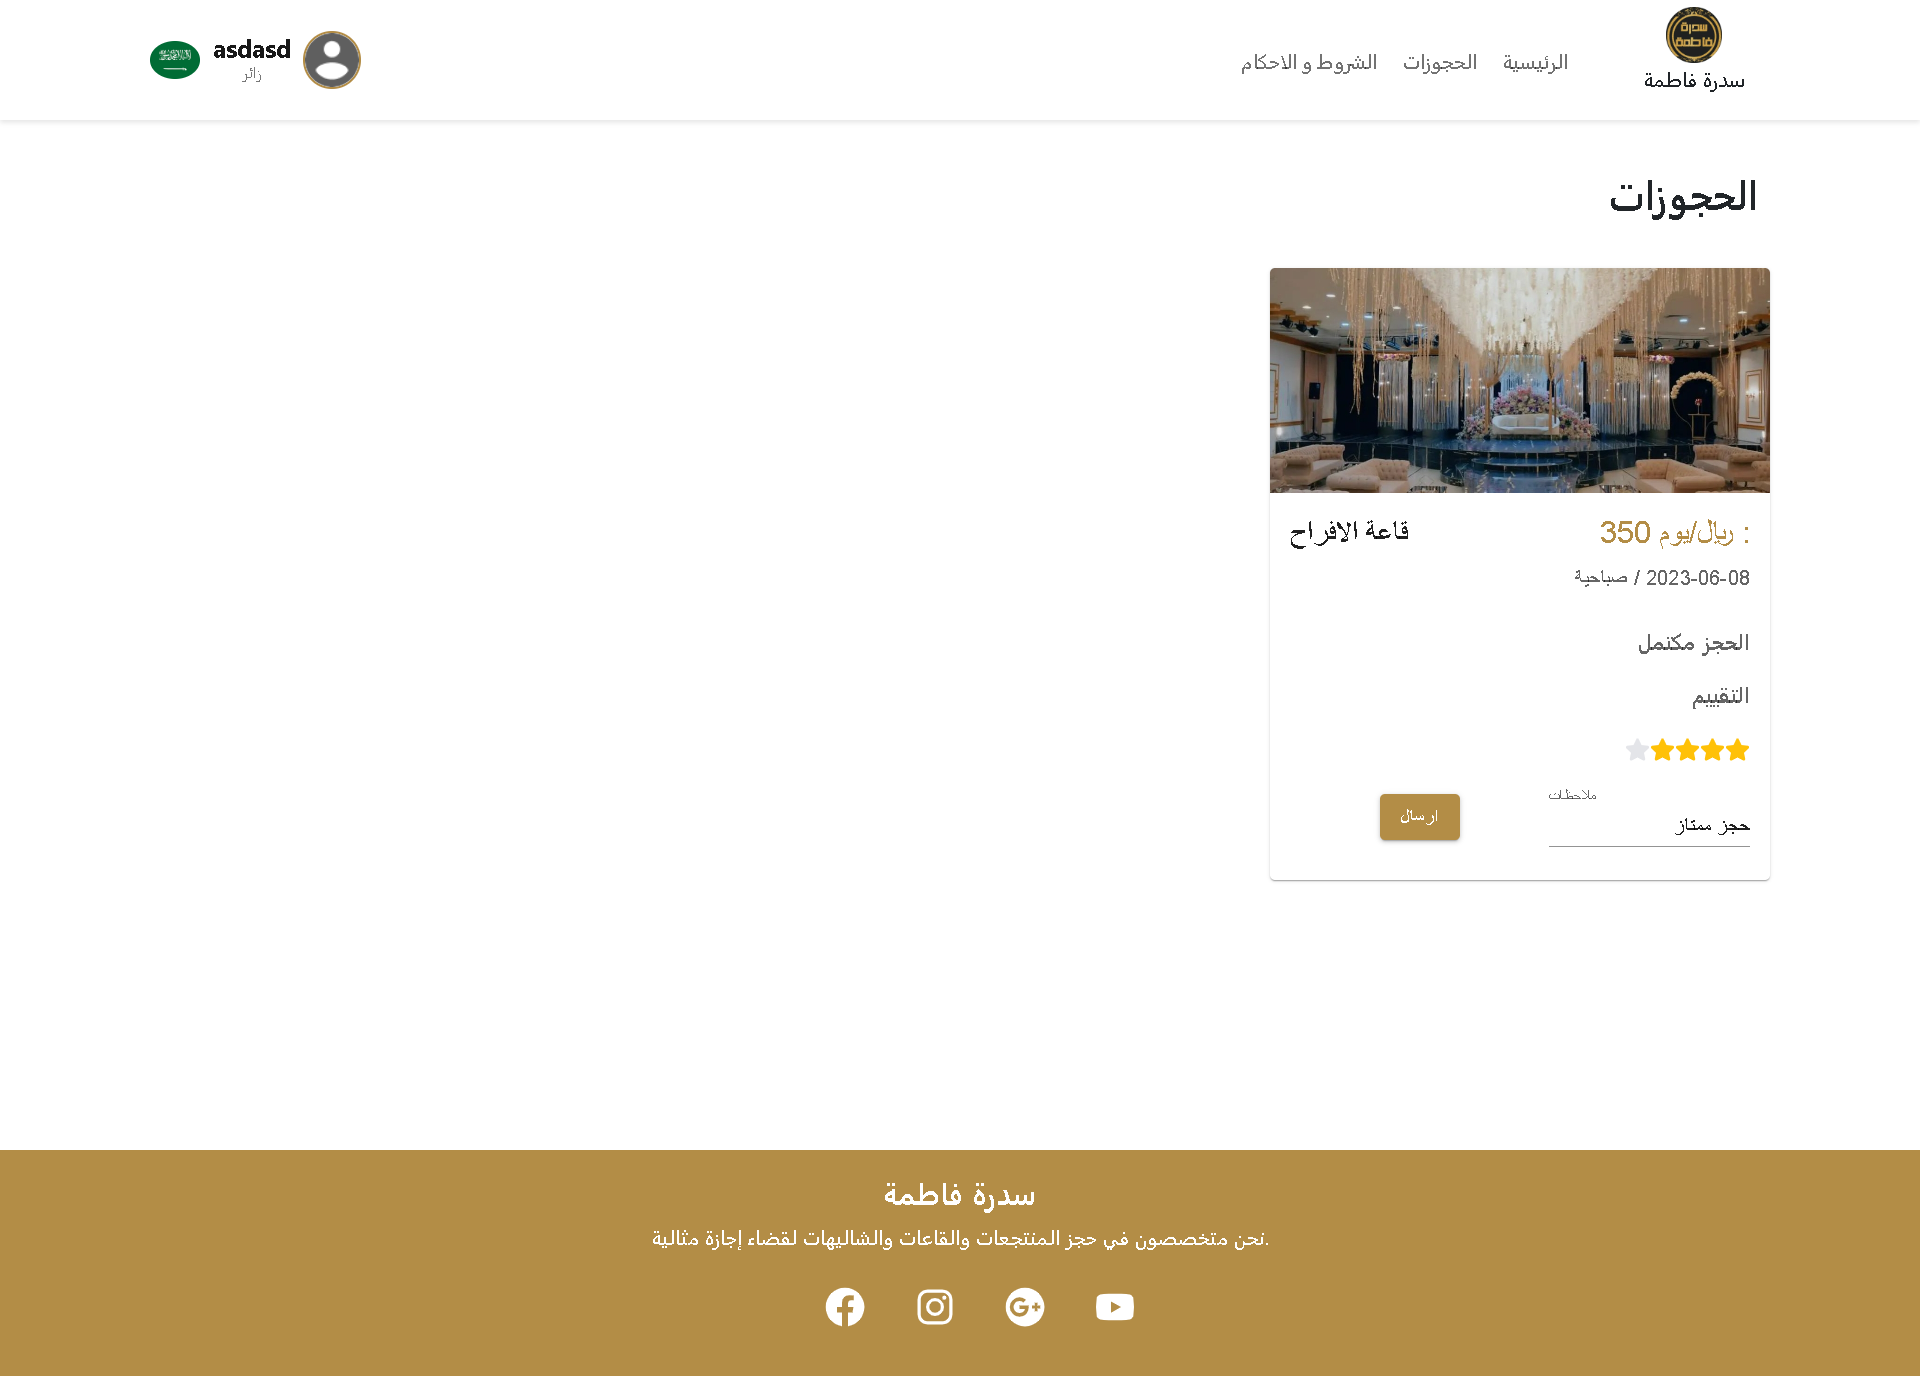 سدرة فاطمة
سدرة فاطمة
الرئيسية
الحجوزات
الشروط و الاحكام
asdasd
زائر
الحجوزات
: ريال/يوم 350
قاعة الافراح
2023-06-08 / صباحية
الحجز مكتمل
التقييم
ملاحظات
حجز ممتاز
ارسال
سدرة فاطمة
نحن متخصصون في حجز المنتجعات والقاعات والشاليهات لقضاء إجازة مثالية.